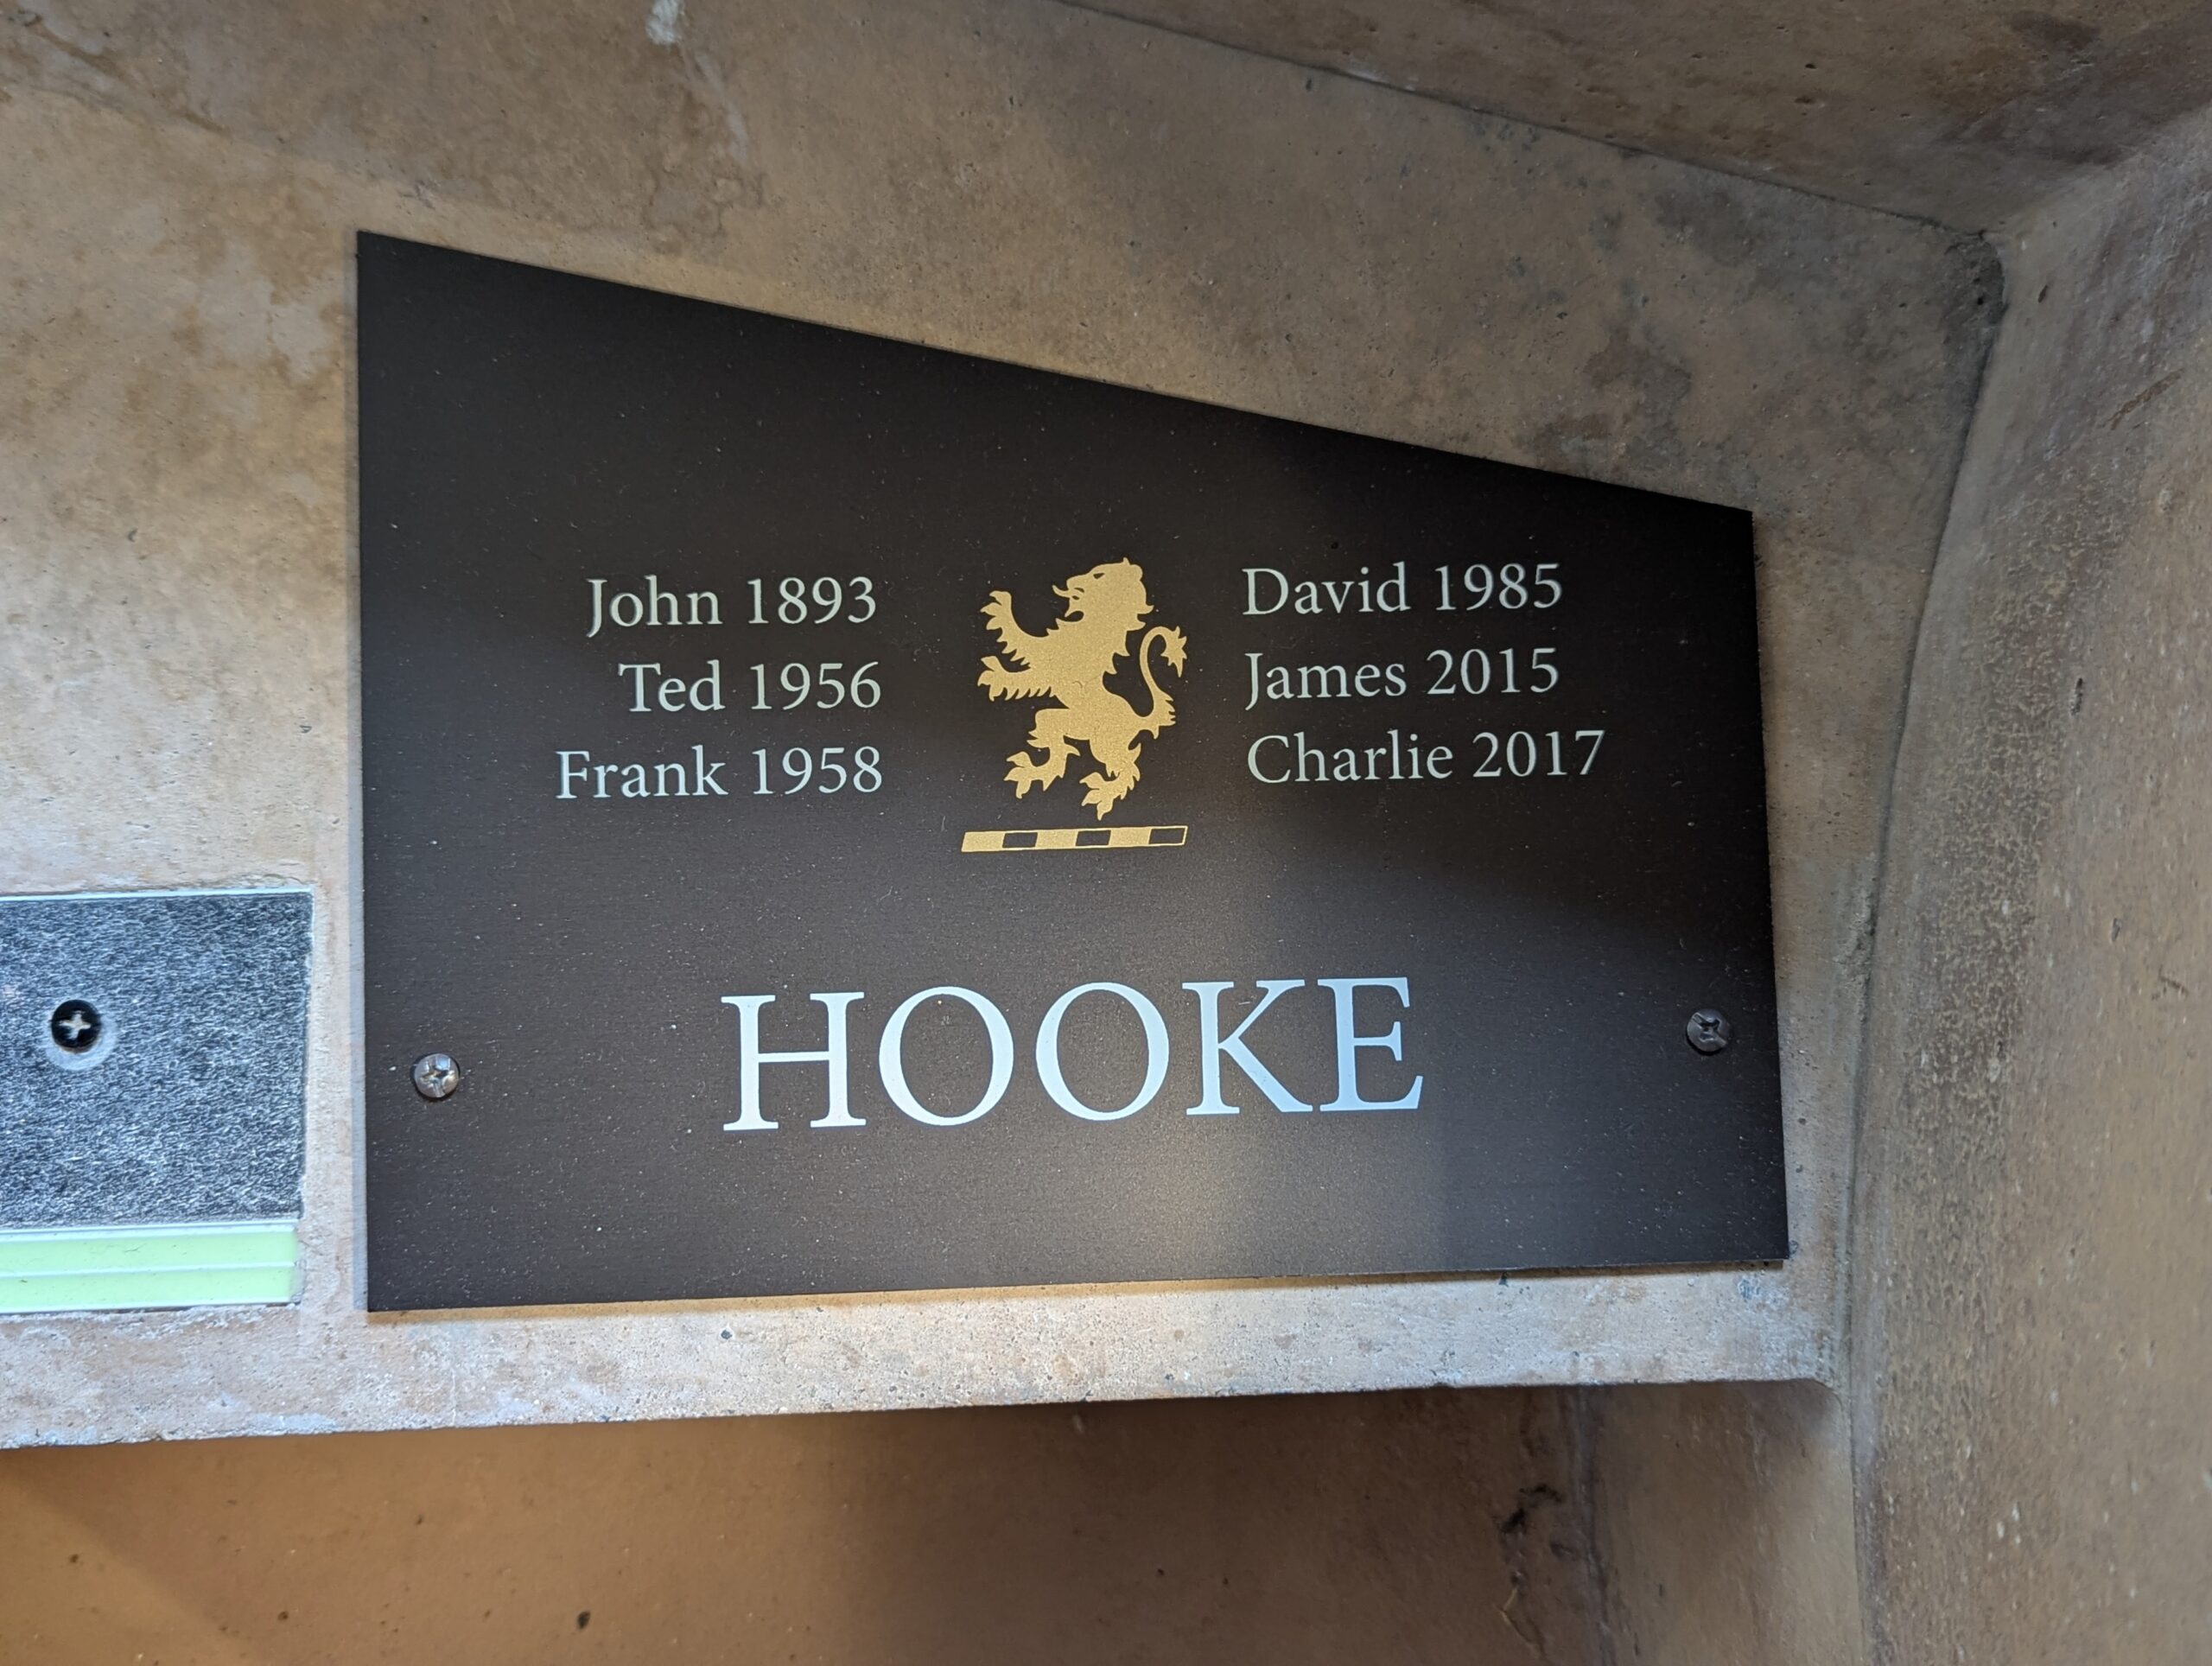 John 1893
Ted 1956
Frank 1958
David 1985
James 2015
Charlie 2017
HOOKE